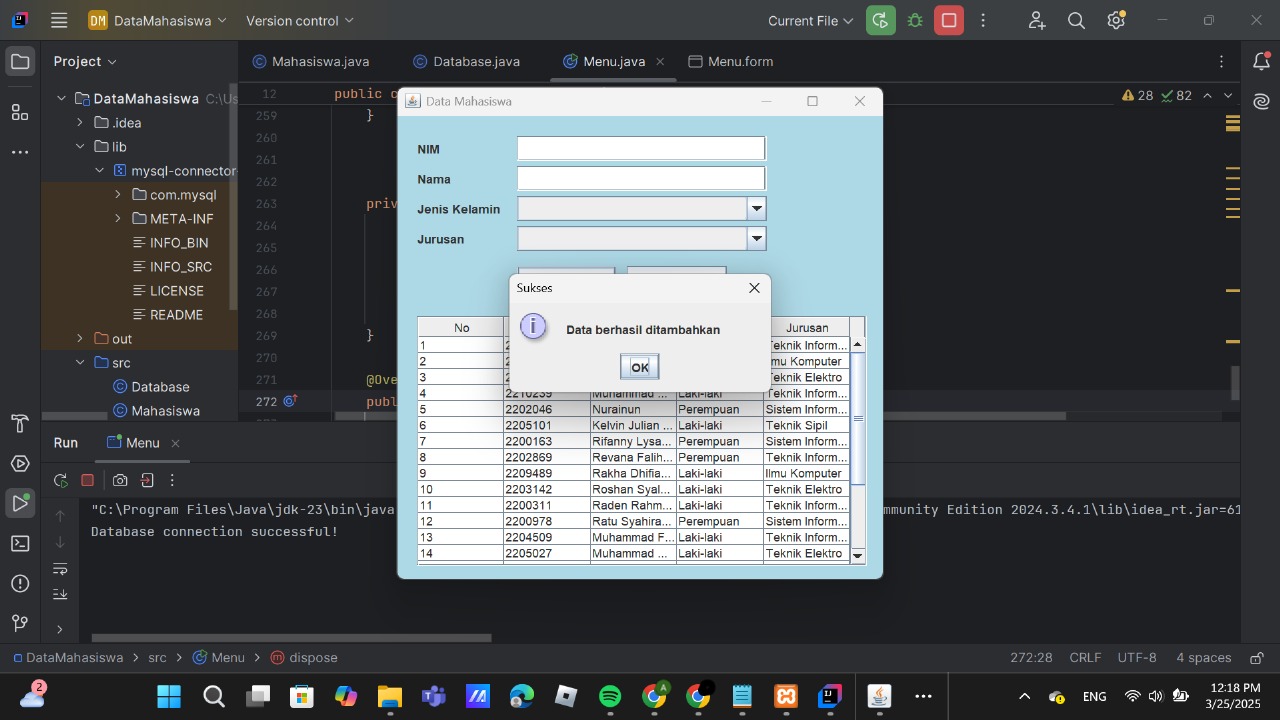 DM DataMahasiswa Version control Current File
Project Mahasiswa.java Database.java Menu.java Menu.form
DataMahasiswa C:\Us
.idea
lib
mysql-connector
com.mysql
META-INF
INFO_BIN
INFO_SRC
LICENSE
README
out
src
Database
Mahasiswa
12 public
28 82
259 }
260
261
262
263 priv
264
265
266
267
268
269 }
270
271 @Ove
272 publ
Data Mahasiswa
NIM
Nama
Jenis Kelamin
Jurusan
Sukses
Data berhasil ditambahkan
OK
No Jurusan
1 Teknik Inform...
2 Ilmu Komputer
3 Teknik Elektro
4 2210239 Muhammad ... Laki-laki Teknik Inform...
5 2202046 Nurainun Perempuan Sistem Inform...
6 2205101 Kelvin Julian ... Laki-laki Teknik Sipil
7 2200163 Rifanny Lysa... Perempuan Sistem Inform...
8 2202869 Revana Falih... Perempuan Teknik Inform...
9 2209489 Rakha Dhifia... Laki-laki Ilmu Komputer
10 2203142 Roshan Syal... Laki-laki Teknik Elektro
11 2200311 Raden Rahm... Laki-laki Teknik Inform...
12 2200978 Ratu Syahira... Perempuan Sistem Inform...
13 2204509 Muhammad F... Laki-laki Teknik Inform...
14 2205027 Muhammad ... Laki-laki Teknik Elektro
Run Menu
"C:\Program Files\Java\jdk-23\bin\java mmunity Edition 2024.3.4.1\lib\idea_rt.jar=61
Database connection successful!
DataMahasiswa > src > Menu > dispose 272:28 CRLF UTF-8 4 spaces
2 ENG 12:18 PM
3/25/2025